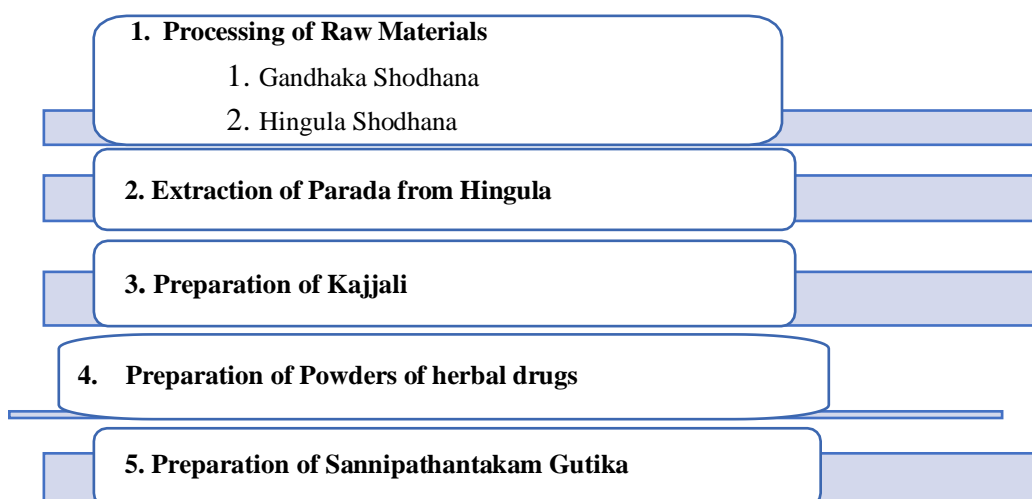 1. Processing of Raw Materials
1. Gandhaka Shodhana
2. Hingula Shodhana
2. Extraction of Parada from Hingula
3. Preparation of Kajjali
4. Preparation of Powders of herbal drugs
5. Preparation of Sannipathantakam Gutika